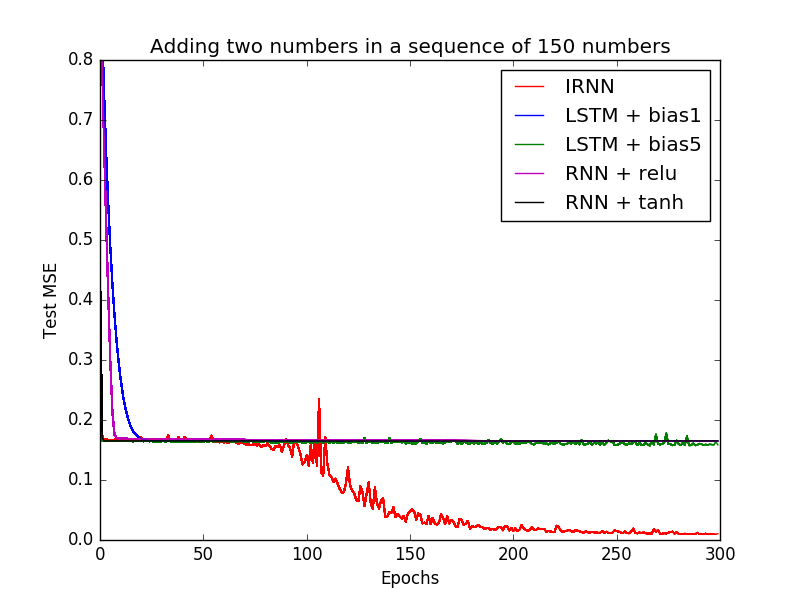 Adding two numbers in a sequence of 150 numbers
0.8
0.7
0.6
0.5
0.4
0.3
0.2
0.1
0.0
Test MSE
IRNN
LSTM + bias1
LSTM + bias5
RNN + relu
RNN + tanh
0 50 100 150 200 250 300
Epochs